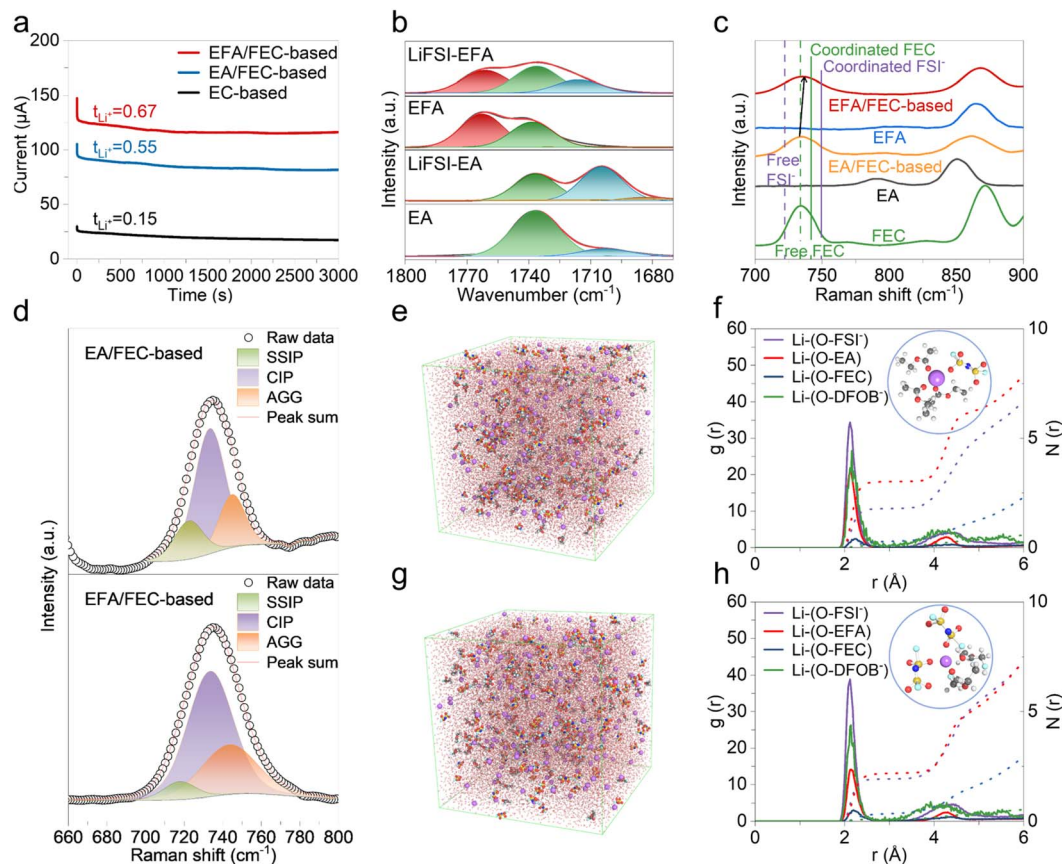 a
200
150
100
50
0
Current (µA)
EFA/FEC-based
EA/FEC-based
EC-based
tLi⁺=0.67
tLi⁺=0.55
tLi⁺=0.15
0 500 1000 1500 2000 2500 3000
Time (s)
b
Intensity (a.u.)
LiFSI-EFA
EFA
LiFSI-EA
EA
1800 1770 1740 1710 1680
Wavenumber (cm⁻¹)
c
Intensity (a.u.)
Coordinated FEC
Coordinated FSI⁻
EFA/FEC-based
EFA
Free
FSI⁻
EA/FEC-based
EA
FEC
Free FEC
700 750 800 850 900
Raman shift (cm⁻¹)
d
Intensity (a.u.)
EA/FEC-based
Raw data
SSIP
CIP
AGG
Peak sum
EFA/FEC-based
Raw data
SSIP
CIP
AGG
Peak sum
660 680 700 720 740 760 780 800
Raman shift (cm⁻¹)
e
f
60
50
40
30
20
10
0
g (r)
Li-(O-FSI⁻)
Li-(O-EA)
Li-(O-FEC)
Li-(O-DFOB⁻)
10
5
0
N (r)
0 2 4 6
r (Å)
g
h
60
50
40
30
20
10
0
g (r)
Li-(O-FSI⁻)
Li-(O-EFA)
Li-(O-FEC)
Li-(O-DFOB⁻)
10
5
0
N (r)
0 2 4 6
r (Å)